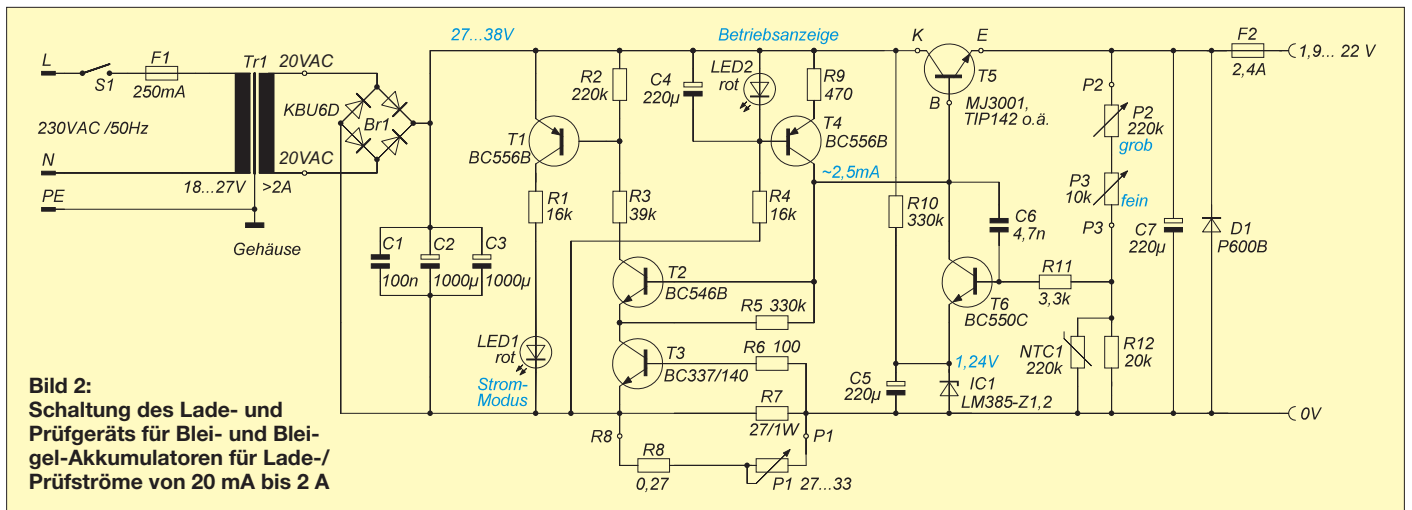 L
S1
F1
250mA
Tr1
20VAC
KBU6D
Br1
230VAC /50Hz
N
20VAC
18...27V
>2A
PE
Gehäuse
27...38V
C1
100n
C2
1000µ
C3
1000µ
T1
BC556B
R1
16k
LED1
rot
Strom-
Modus
R2
220k
R3
39k
T2
BC546B
T3
BC337/140
C4
220µ
Betriebsanzeige
LED2
rot
R9
470
T4
BC556B
R4
16k
~2,5mA
R5 330k
R6 100
R7
27/1W
R8
P1
R8
0,27
P1 27...33
K
E
B
T5
MJ3001,
TIP142 o.ä.
R10
330k
C6
4,7n
T6
BC550C
R11
3,3k
C5
220µ
1,24V
IC1
LM385-Z1,2
P2
P2
220k
grob
P3
10k
fein
P3
NTC1
220k
R12
20k
C7
220µ
D1
P600B
F2
2,4A
1,9... 22 V
0V
Bild 2:
Schaltung des Lade- und
Prüfgeräts für Blei- und Blei-
gel-Akkumulatoren für Lade-/
Prüfströme von 20 mA bis 2 A